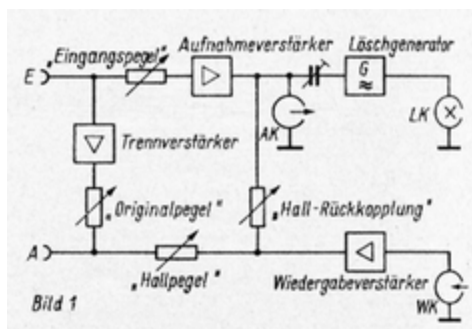 „Eingangspegel"
Aufnahmeverstärker
Löschgenerator
E
G
≈
AK
LK
Trennverstärker
„Originalpegel"
„Hall-Rückkopplung"
A
„Hallpegel"
Wiedergabeverstärker
WK
Bild 1